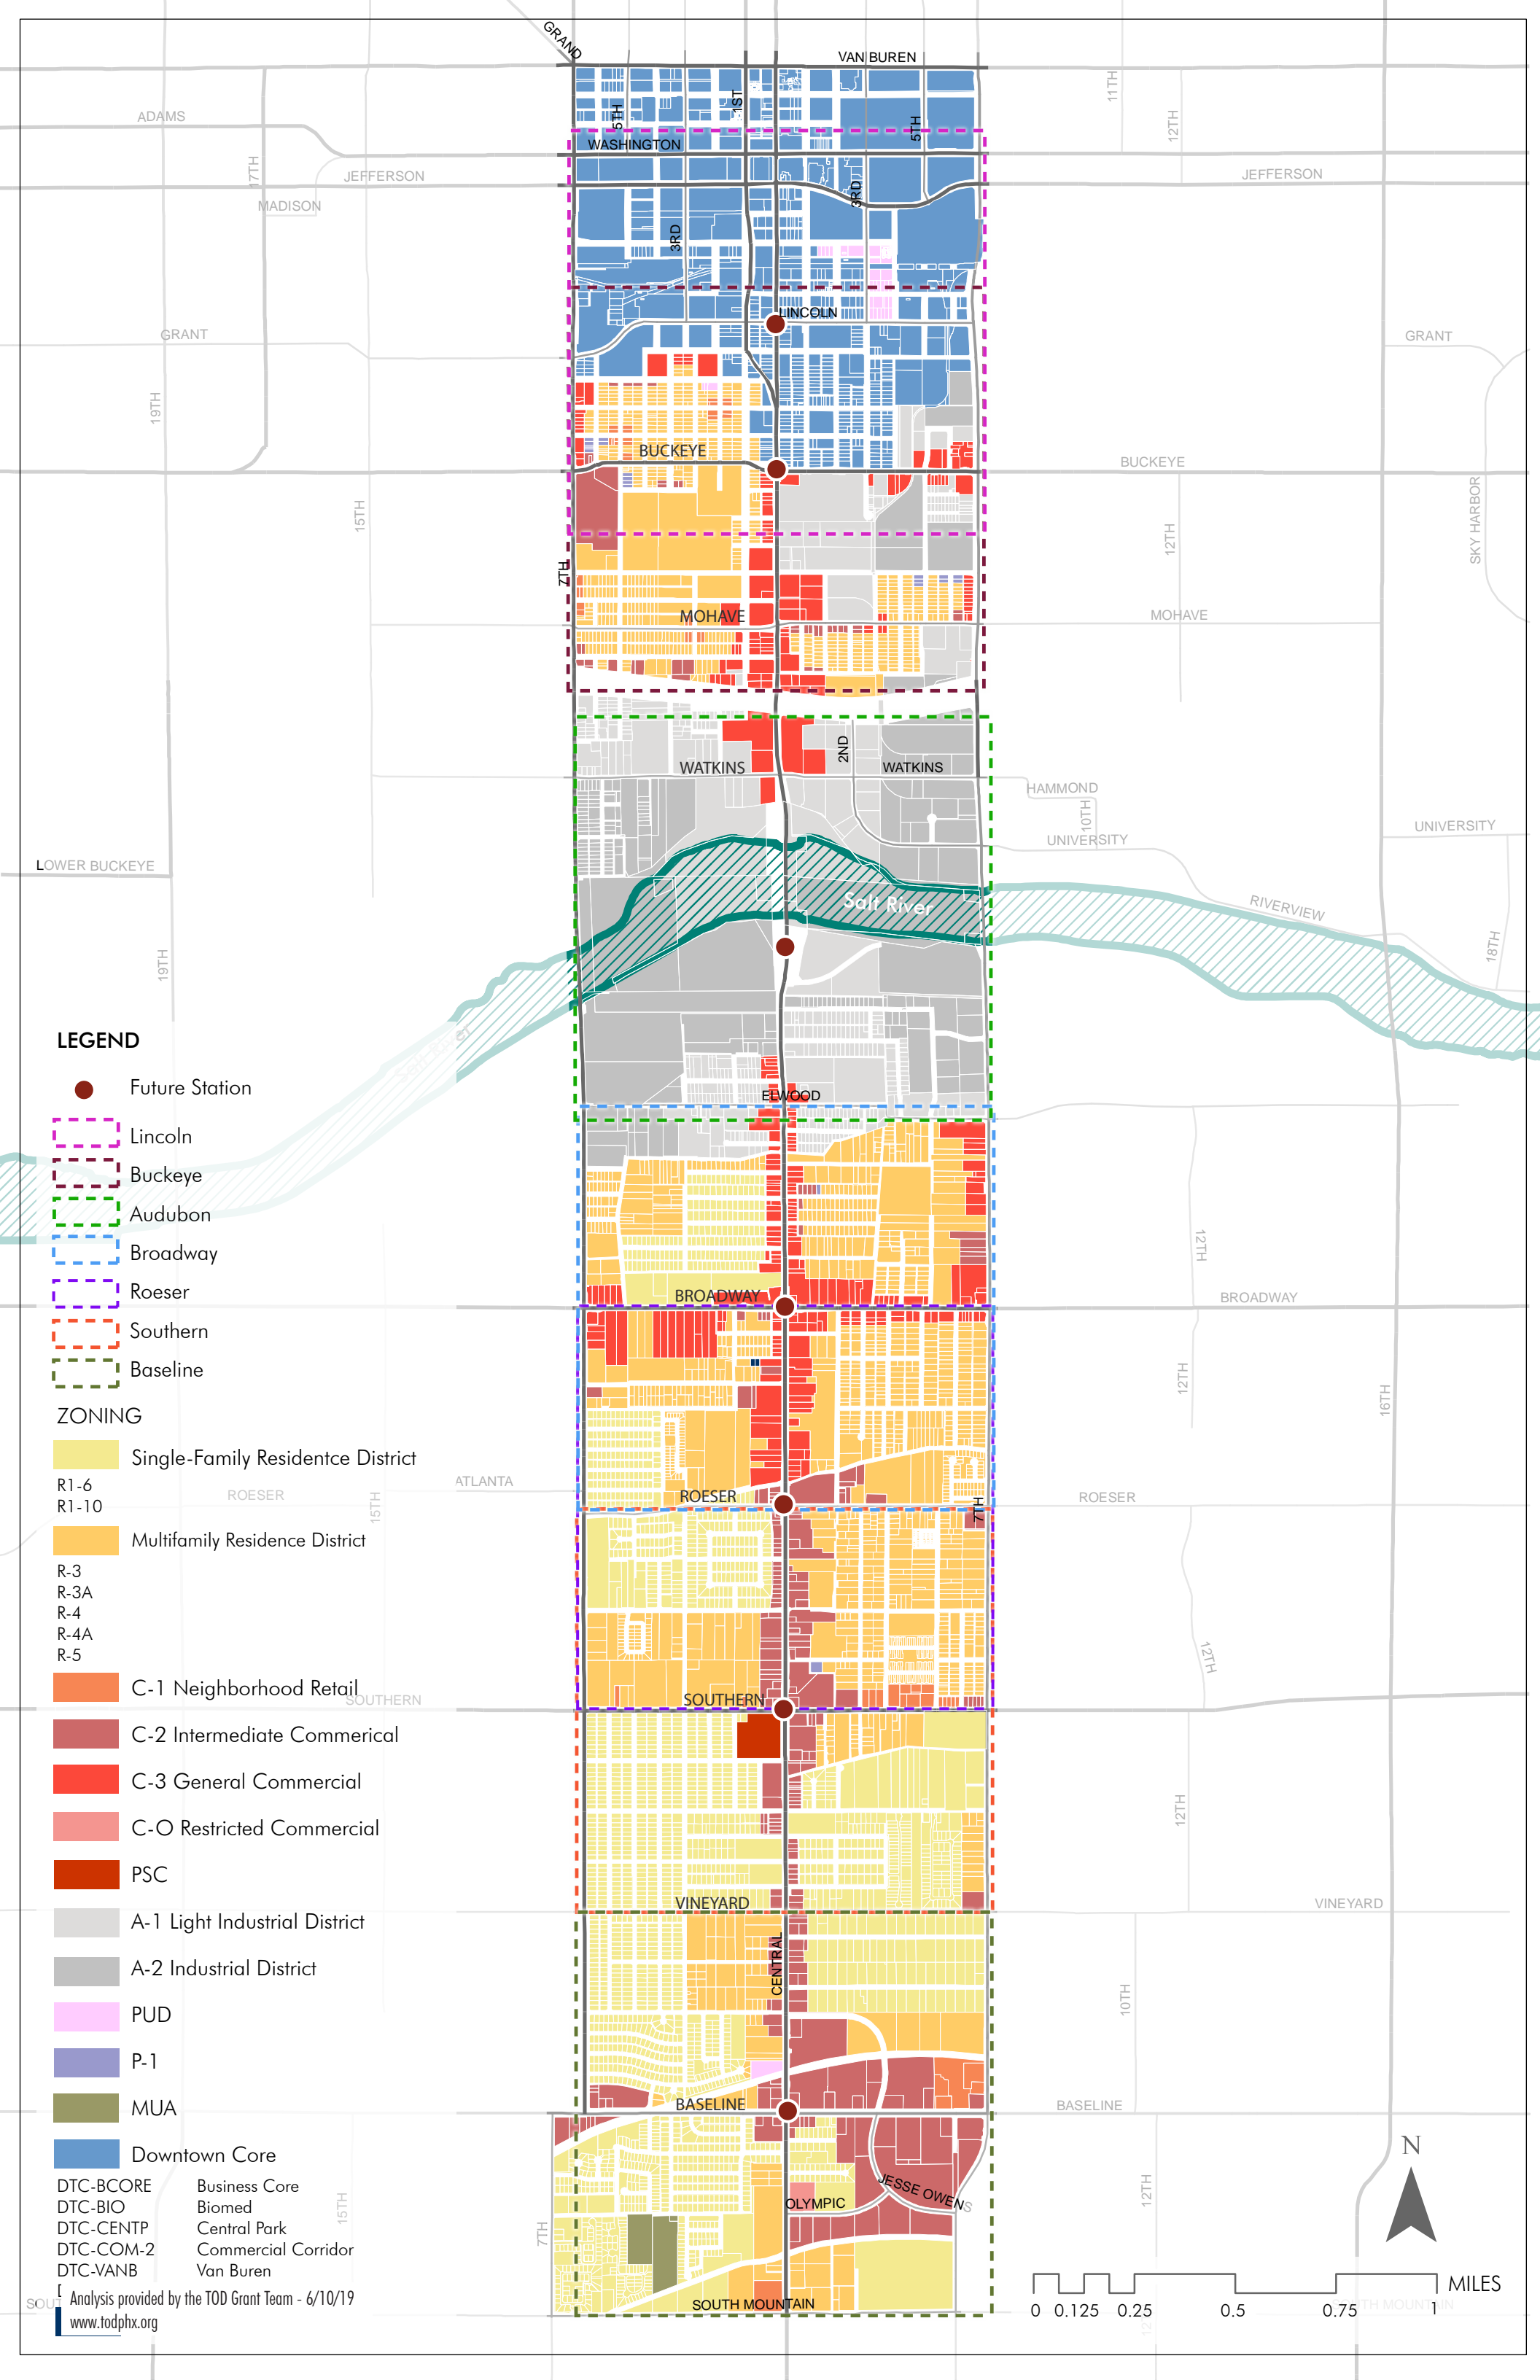 GRAND
VAN BUREN
11TH
5TH
1ST
5TH
12TH
ADAMS
WASHINGTON
17TH
JEFFERSON
JEFFERSON
MADISON
3RD
3RD
LINCOLN
GRANT
GRANT
19TH
BUCKEYE
BUCKEYE
15TH
SKY HARBOR
12TH
7TH
MOHAVE
MOHAVE
2ND
WATKINS
WATKINS
HAMMOND
10TH
UNIVERSITY
UNIVERSITY
LOWER BUCKEYE
Salt River
RIVERVIEW
18TH
19TH
LEGEND
Future Station
Lincoln
Buckeye
Audubon
Broadway
Roeser
Southern
Baseline
ELWOOD
12TH
BROADWAY
BROADWAY
12TH
16TH
ZONING
Single-Family Residentce District
R1-6
R1-10
ATLANTA
ROESER
15TH
ROESER
7TH
ROESER
Multifamily Residence District
R-3
R-3A
R-4
R-4A
R-5
12TH
C-1 Neighborhood Retail
SOUTHERN
SOUTHERN
C-2 Intermediate Commerical
C-3 General Commercial
12TH
C-O Restricted Commercial
PSC
VINEYARD
VINEYARD
A-1 Light Industrial District
CENTRAL
A-2 Industrial District
10TH
PUD
P-1
MUA
BASELINE
BASELINE
Downtown Core
DTC-BCORE Business Core
DTC-BIO Biomed
DTC-CENTP Central Park
DTC-COM-2 Commercial Corridor
DTC-VANB Van Buren
15TH
7TH
12TH
JESSE OWENS
OLYMPIC
N
SOUTH MOUNTAIN
SOUTH MOUNTAIN
Analysis provided by the TOD Grant Team - 6/10/19
www.todphx.org
MILES
0 0.125 0.25 0.5 0.75 1